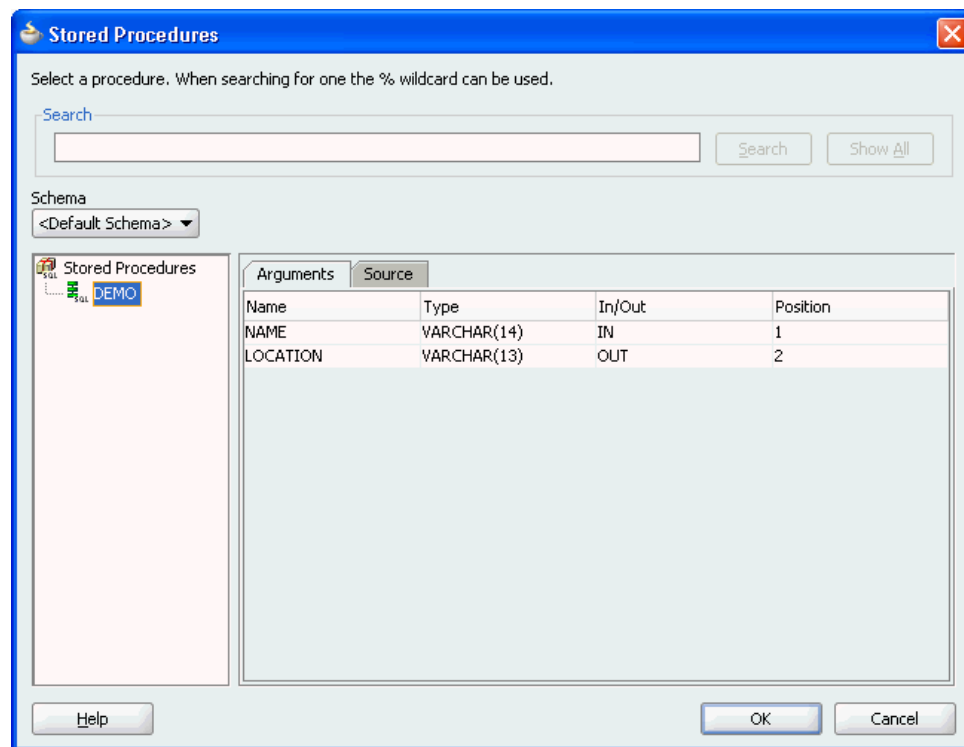 Stored Procedures
Select a procedure. When searching for one the % wildcard can be used.
Search
Search Show All
Schema
<Default Schema>
SQL Stored Procedures
SQL DEMO
Arguments Source
Name Type In/Out Position
NAME VARCHAR(14) IN 1
LOCATION VARCHAR(13) OUT 2
Help OK Cancel